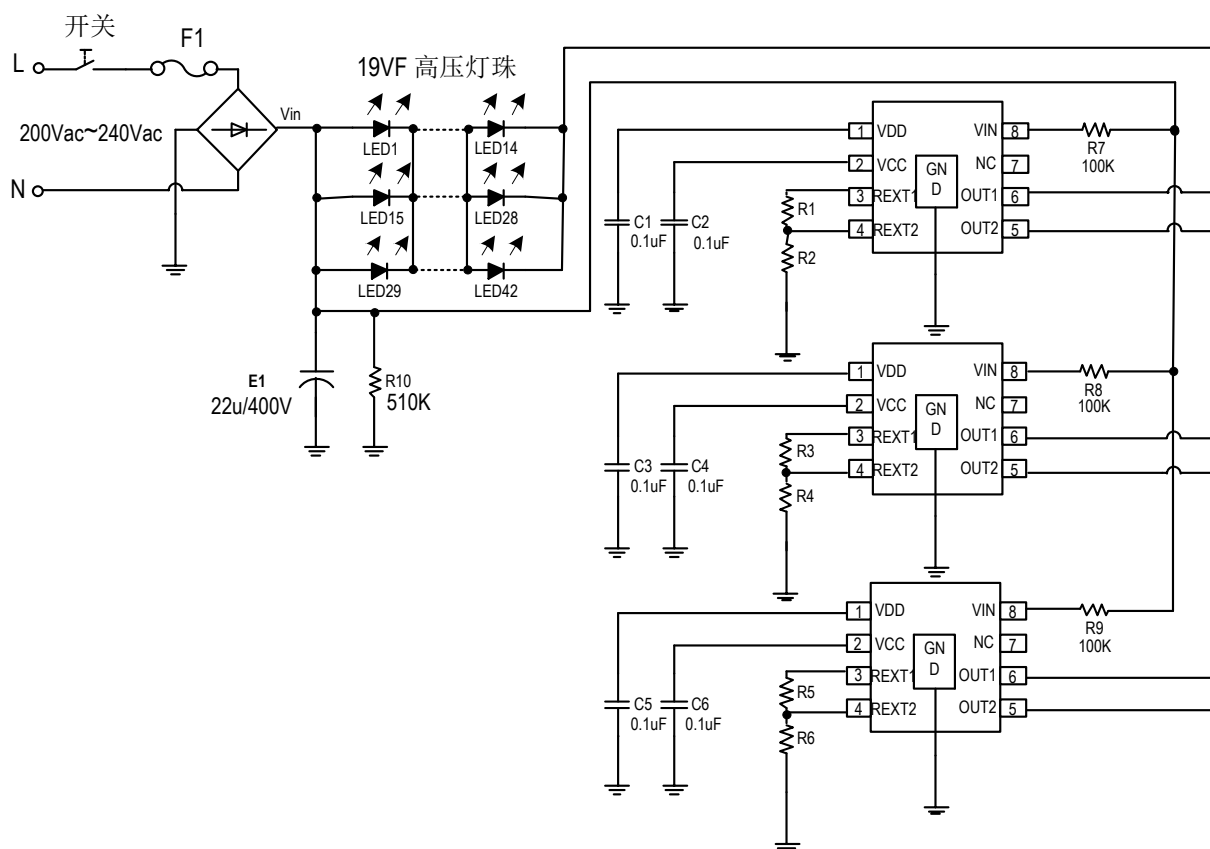 开关
F1
L
19VF 高压灯珠
Vin
200Vac~240Vac
N
LED1
LED14
LED15
LED28
LED29
LED42
E1
22u/400V
R10
510K
1
VDD
VIN
8
R7
100K
2
VCC
NC
7
GN
D
3
REXT1
OUT1
6
4
REXT2
OUT2
5
C1
0.1uF
C2
0.1uF
R1
R2
1
VDD
VIN
8
R8
100K
2
VCC
NC
7
GN
D
3
REXT1
OUT1
6
4
REXT2
OUT2
5
C3
0.1uF
C4
0.1uF
R3
R4
1
VDD
VIN
8
R9
100K
2
VCC
NC
7
GN
D
3
REXT1
OUT1
6
4
REXT2
OUT2
5
C5
0.1uF
C6
0.1uF
R5
R6